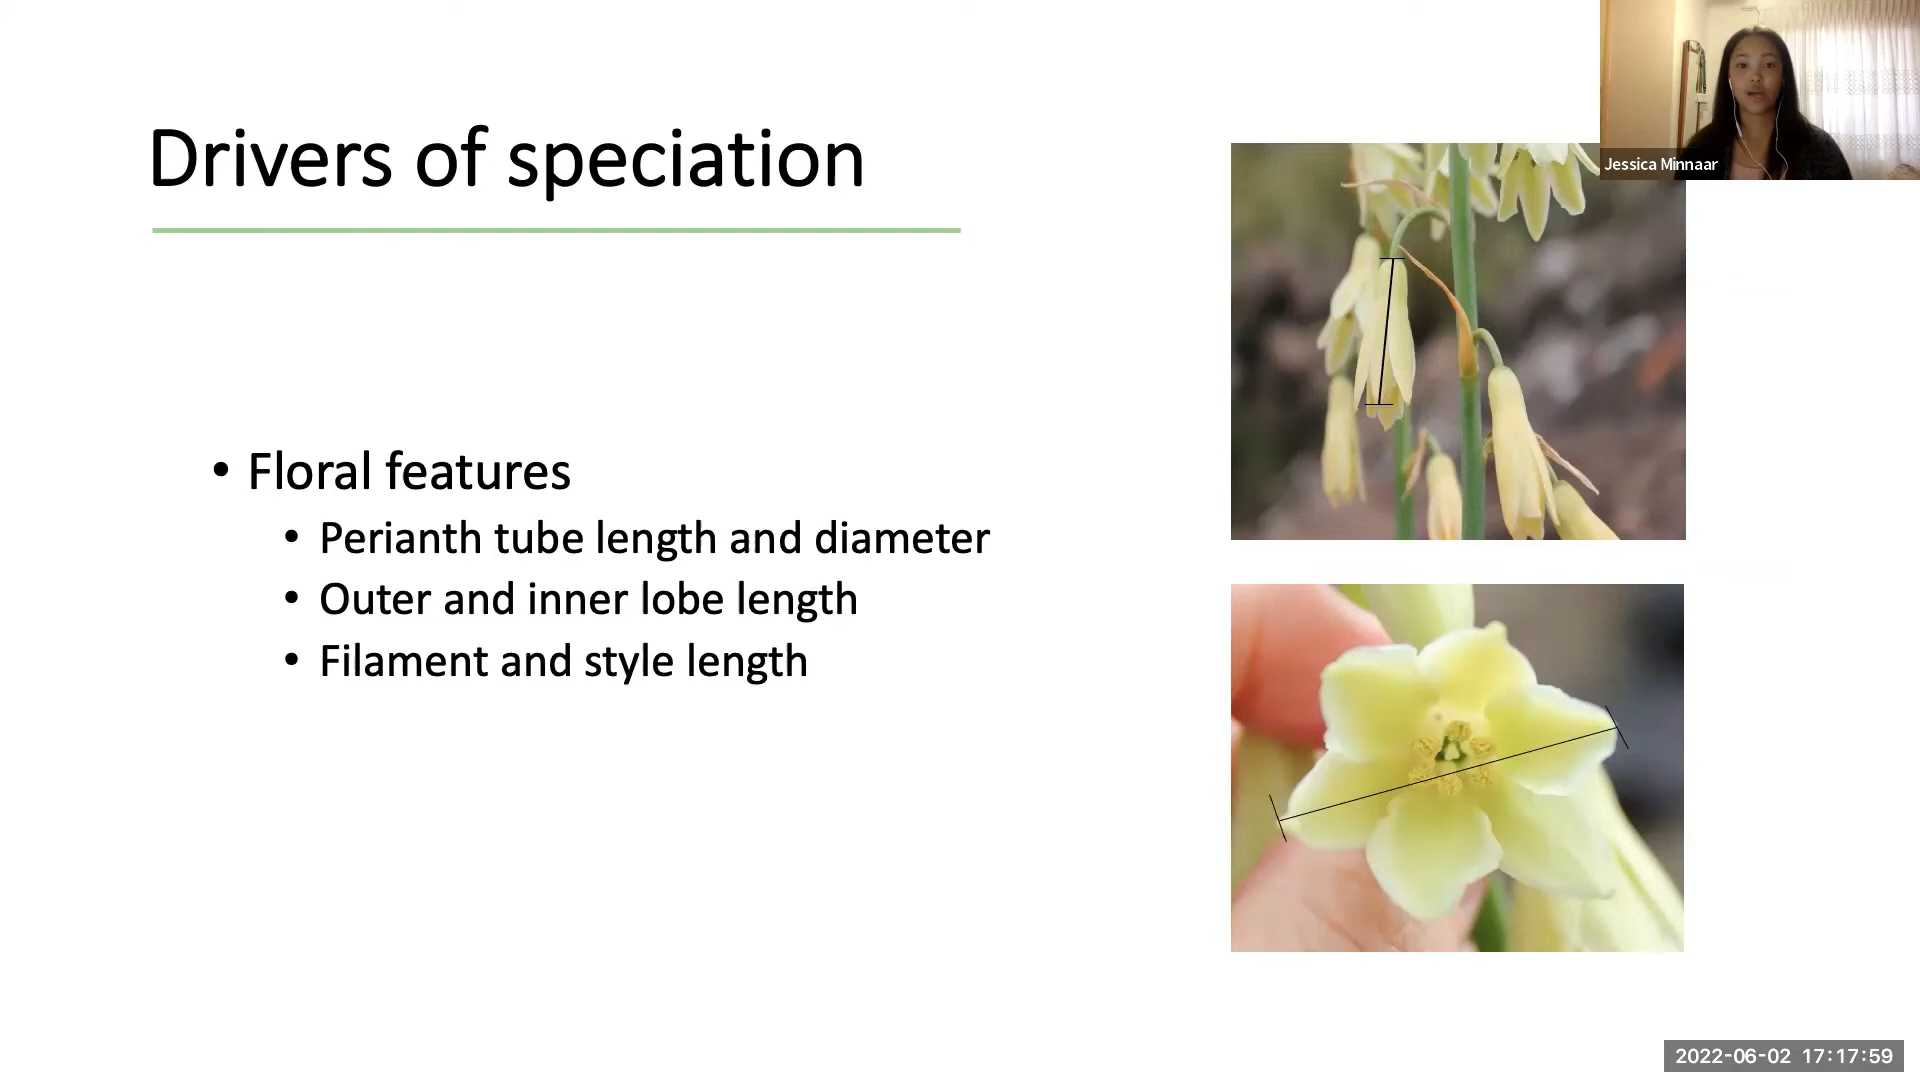 Drivers of speciation
Jessica Minnaar
• Floral features
• Perianth tube length and diameter
• Outer and inner lobe length
• Filament and style length
2022-06-02 17:17:59